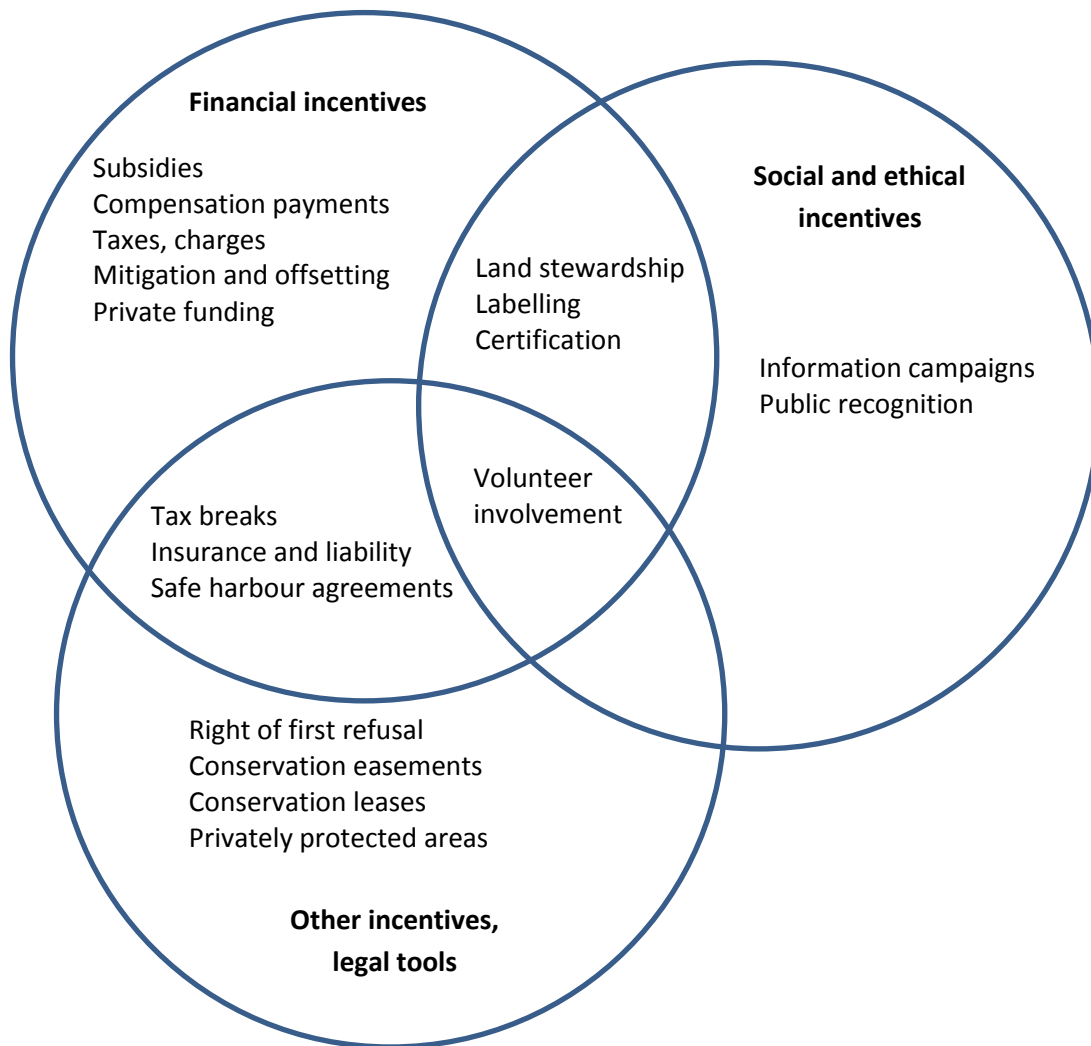 Financial incentives
Subsidies
Compensation payments
Taxes, charges
Mitigation and offsetting
Private funding
Social and ethical
incentives
Land stewardship
Labelling
Certification
Information campaigns
Public recognition
Volunteer
involvement
Tax breaks
Insurance and liability
Safe harbour agreements
Right of first refusal
Conservation easements
Conservation leases
Privately protected areas
Other incentives,
legal tools